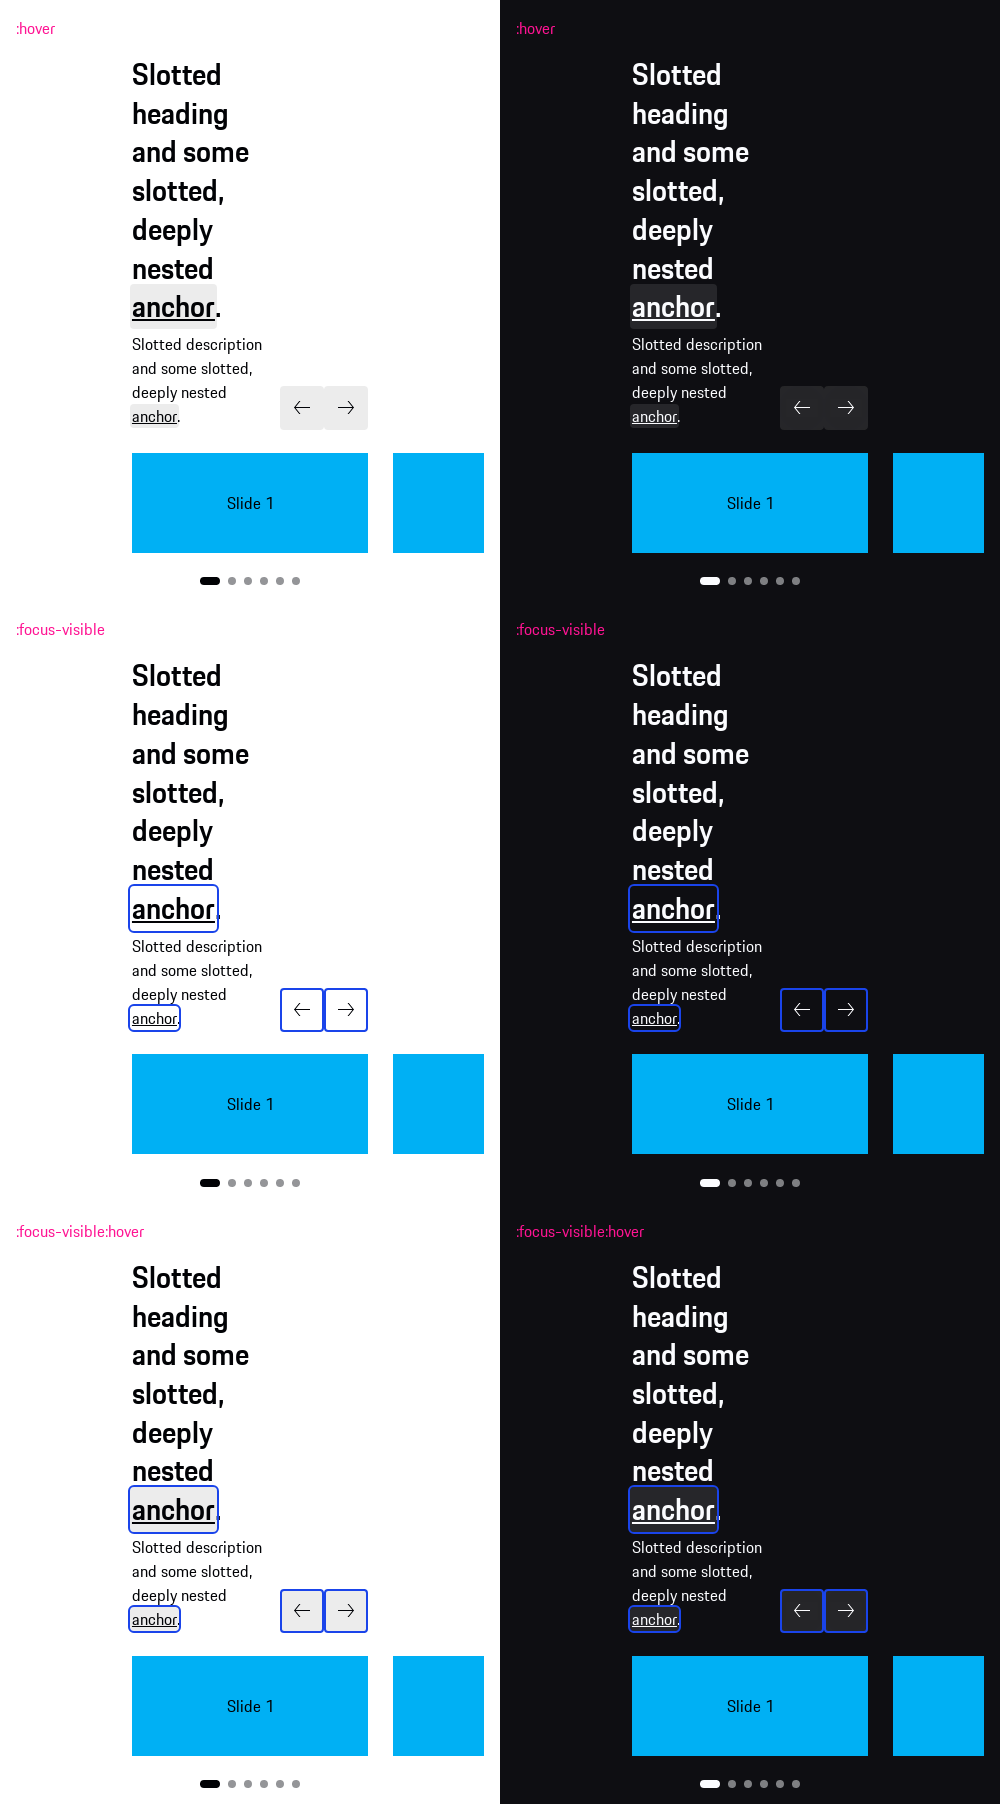 :hover
Slotted
heading
and some
slotted,
deeply
nested
anchor.
Slotted description
and some slotted,
deeply nested
anchor.
Slide 1
:hover
Slotted
heading
and some
slotted,
deeply
nested
anchor.
Slotted description
and some slotted,
deeply nested
anchor.
Slide 1
:focus-visible
Slotted
heading
and some
slotted,
deeply
nested
anchor.
Slotted description
and some slotted,
deeply nested
anchor.
Slide 1
:focus-visible
Slotted
heading
and some
slotted,
deeply
nested
anchor.
Slotted description
and some slotted,
deeply nested
anchor.
Slide 1
:focus-visible:hover
Slotted
heading
and some
slotted,
deeply
nested
anchor.
Slotted description
and some slotted,
deeply nested
anchor.
Slide 1
:focus-visible:hover
Slotted
heading
and some
slotted,
deeply
nested
anchor.
Slotted description
and some slotted,
deeply nested
anchor.
Slide 1